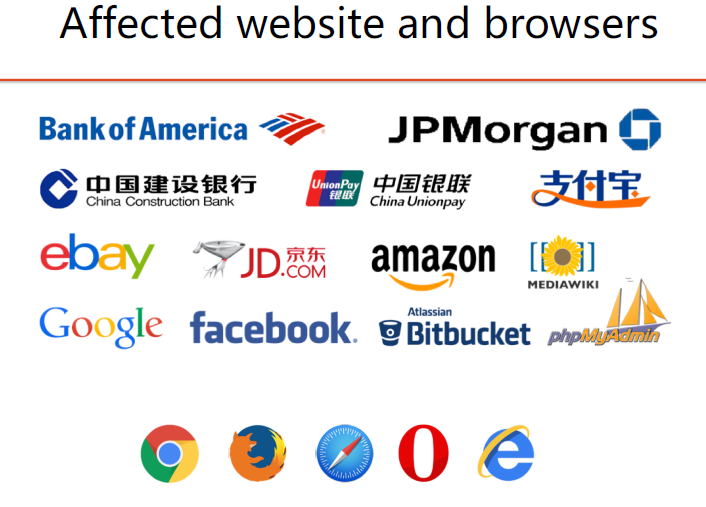 Affected website and browsers
Bank of America
JPMorgan
中国建设银行
China Construction Bank
UnionPay
银联
中国银联
China Unionpay
支付宝
ebay
JD.COM
京东
amazon
[[ ]]
MEDIAWIKI
Google
facebook.
Atlassian
Bitbucket
phpMyAdmin